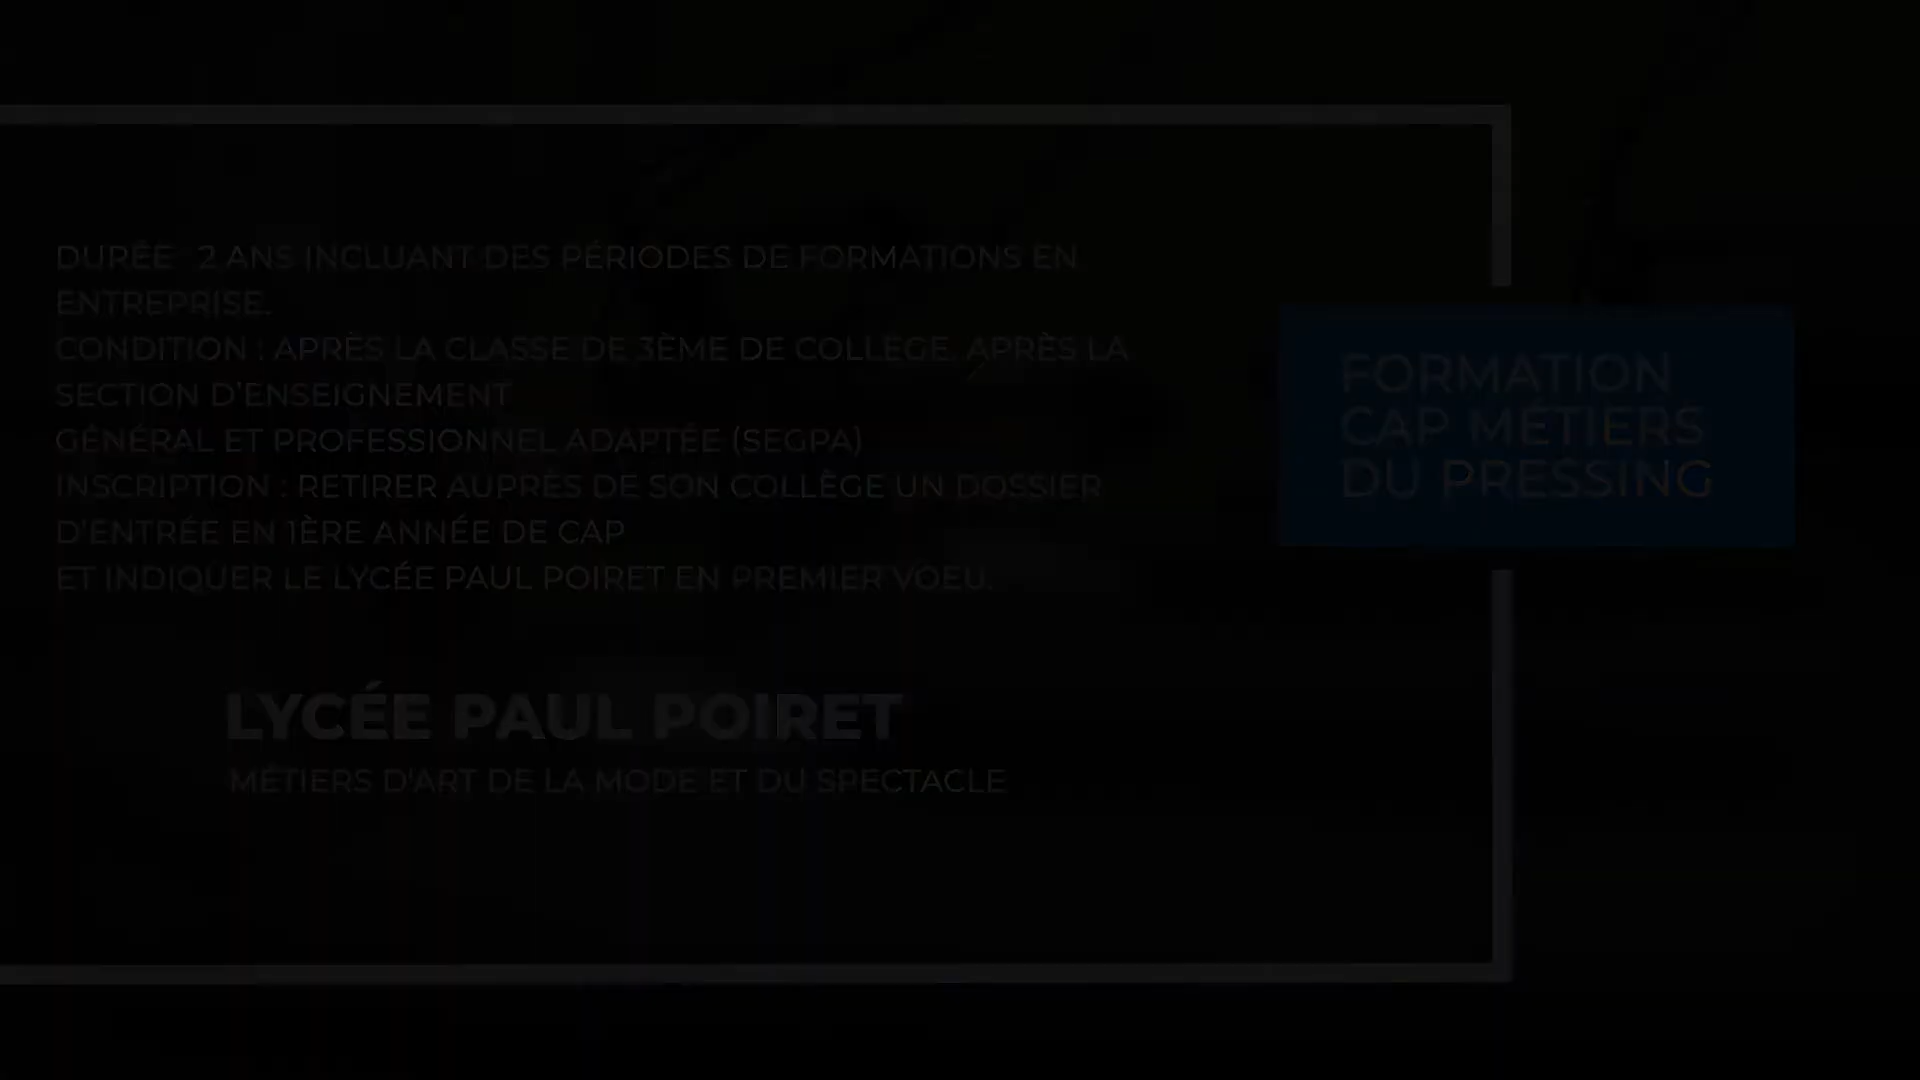 DURÉE : 2 ANS INCLUANT DES PÉRIODES DE FORMATIONS EN
ENTREPRISE.
CONDITION : APRÈS LA CLASSE DE 3ÈME DE COLLÈGE, APRÈS LA
SECTION D'ENSEIGNEMENT
GÉNÉRAL ET PROFESSIONNEL ADAPTÉE (SEGPA)
INSCRIPTION : RETIRER AUPRÈS DE SON COLLÈGE UN DOSSIER
D'ENTRÉE EN 1ÈRE ANNÉE DE CAP
ET INDIQUER LE LYCÉE PAUL POIRET EN PREMIER VOEU.
FORMATION
CAP MÉTIERS
DU PRESSING
LYCÉE PAUL POIRET
MÉTIERS D'ART DE LA MODE ET DU SPECTACLE